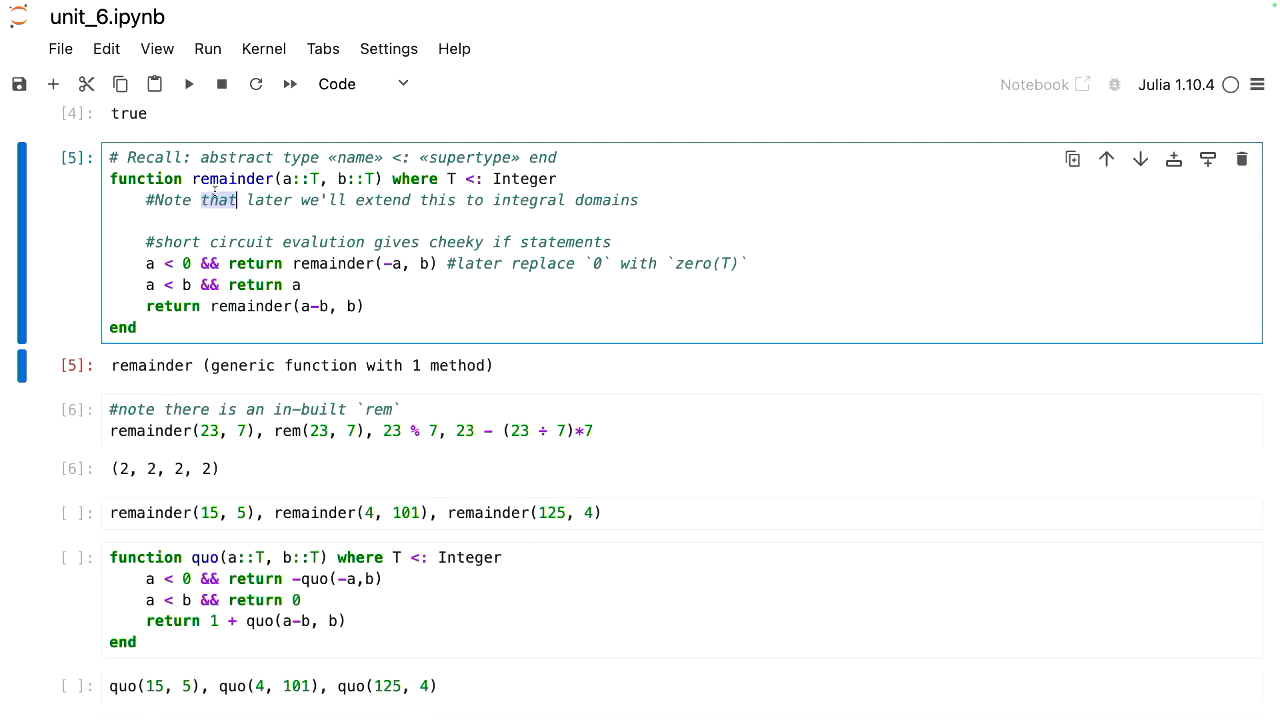 unit_6.ipynb
File Edit View Run Kernel Tabs Settings Help
Code Notebook Julia 1.10.4
[4]: true
[5]: # Recall: abstract type «name» <: «supertype» end
function remainder(a::T, b::T) where T <: Integer
#Note that later we'll extend this to integral domains
#short circuit evalution gives cheeky if statements
a < 0 && return remainder(-a, b) #later replace `0` with `zero(T)`
a < b && return a
return remainder(a-b, b)
end
[5]: remainder (generic function with 1 method)
[6]: #note there is an in-built `rem`
remainder(23, 7), rem(23, 7), 23 % 7, 23 - (23 ÷ 7)*7
[6]: (2, 2, 2, 2)
[ ]: remainder(15, 5), remainder(4, 101), remainder(125, 4)
[ ]: function quo(a::T, b::T) where T <: Integer
a < 0 && return -quo(-a,b)
a < b && return 0
return 1 + quo(a-b, b)
end
[ ]: quo(15, 5), quo(4, 101), quo(125, 4)